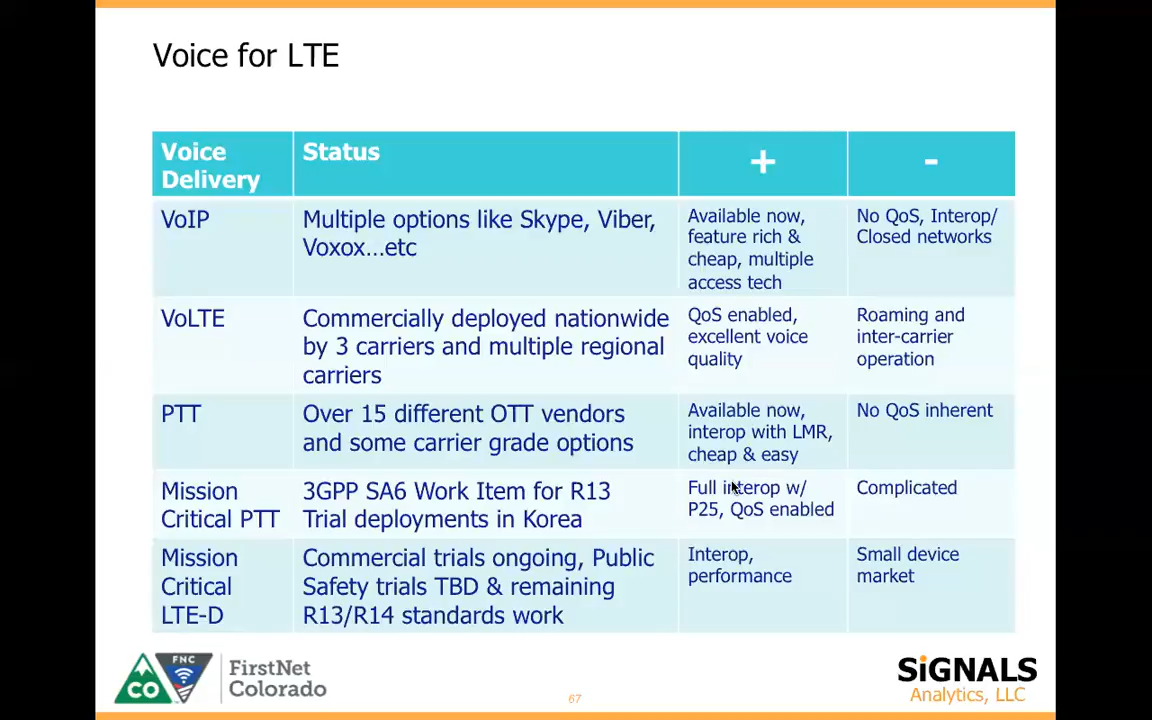 Voice for LTE
Voice
Delivery
Status
+
-
VoIP
Multiple options like Skype, Viber,
Voxox...etc
Available now,
feature rich &
cheap, multiple
access tech
No QoS, Interop/
Closed networks
VoLTE
Commercially deployed nationwide
by 3 carriers and multiple regional
carriers
QoS enabled,
excellent voice
quality
Roaming and
inter-carrier
operation
PTT
Over 15 different OTT vendors
and some carrier grade options
Available now,
interop with LMR,
cheap & easy
No QoS inherent
Mission
Critical PTT
3GPP SA6 Work Item for R13
Trial deployments in Korea
Full interop w/
P25, QoS enabled
Complicated
Mission
Critical
LTE-D
Commercial trials ongoing, Public
Safety trials TBD & remaining
R13/R14 standards work
Interop,
performance
Small device
market
CO
FNC
FirstNet
Colorado
67
SiGNALS
Analytics, LLC